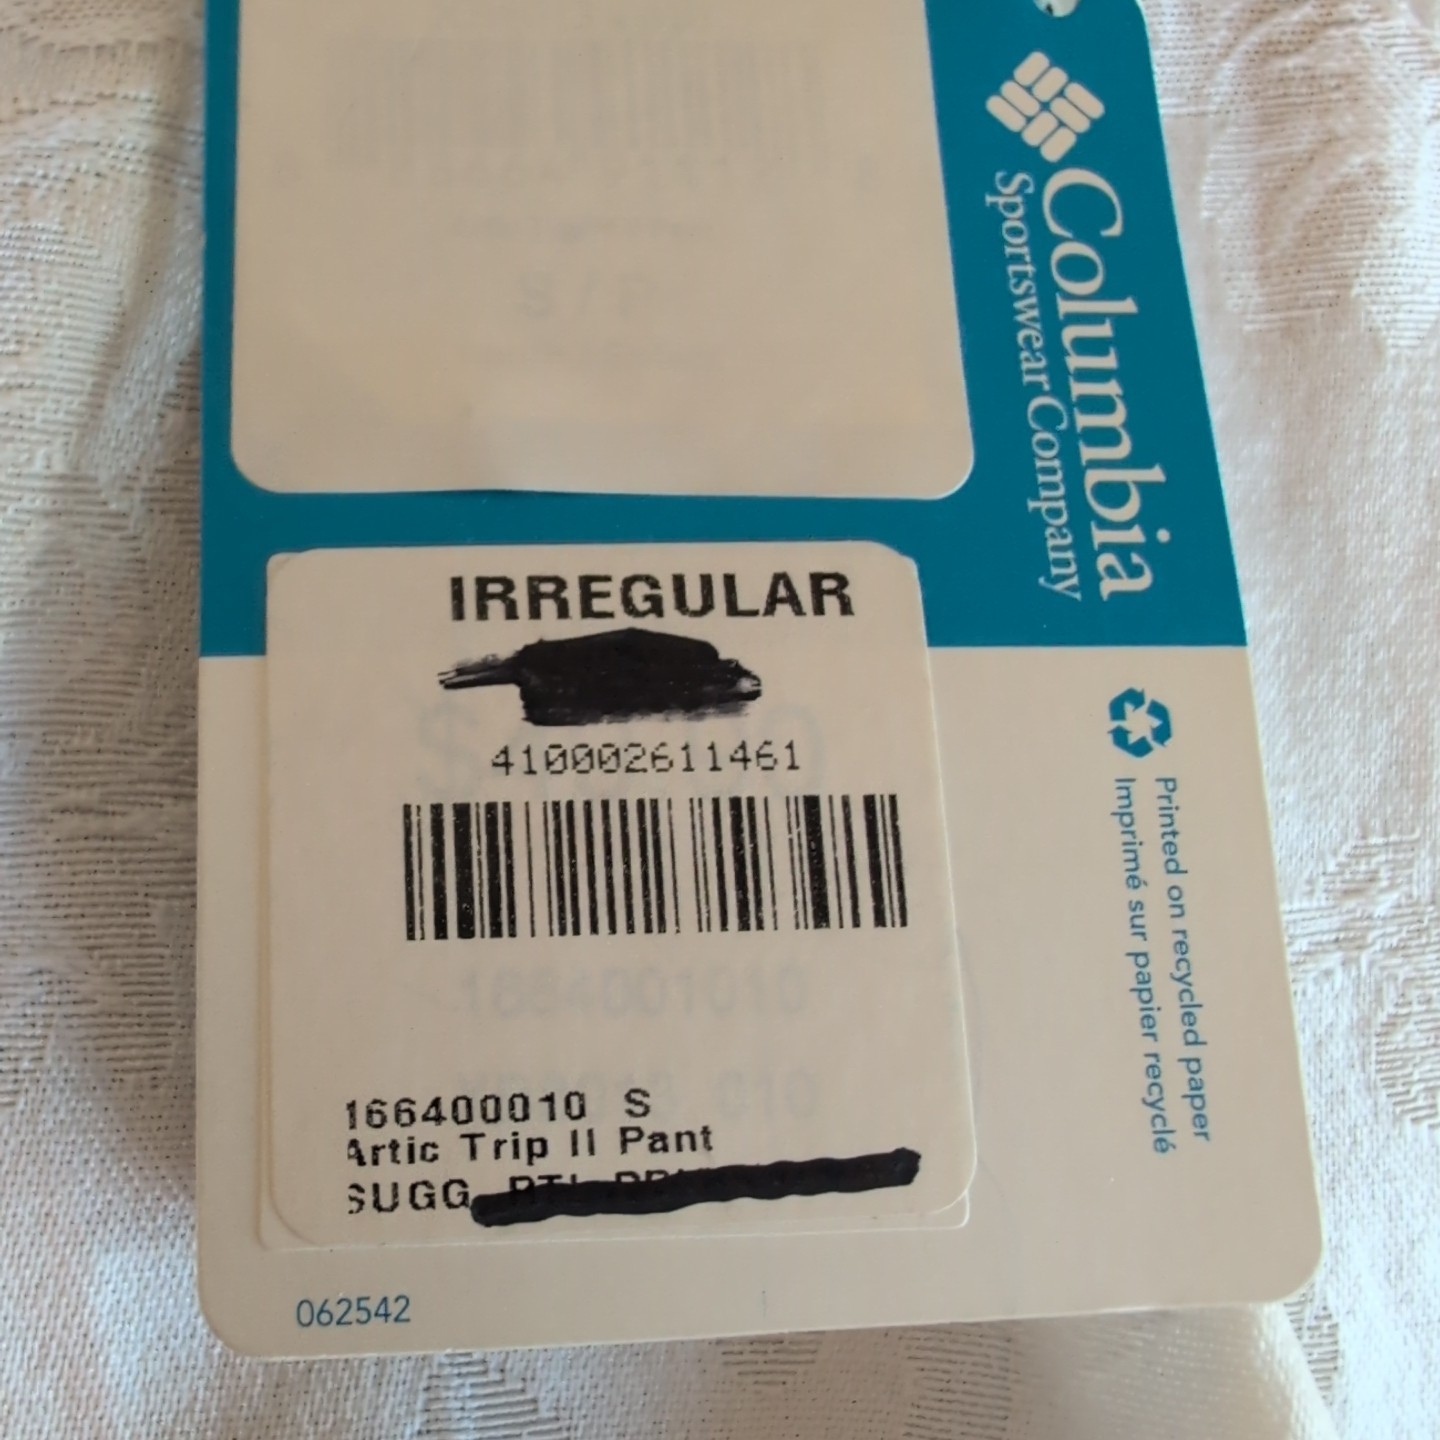 Columbia
Sportswear Company
IRREGULAR
410002611461
166400010 S
Artic Trip II Pant
SUGG
Printed on recycled paper
Imprimé sur papier recyclé
062542